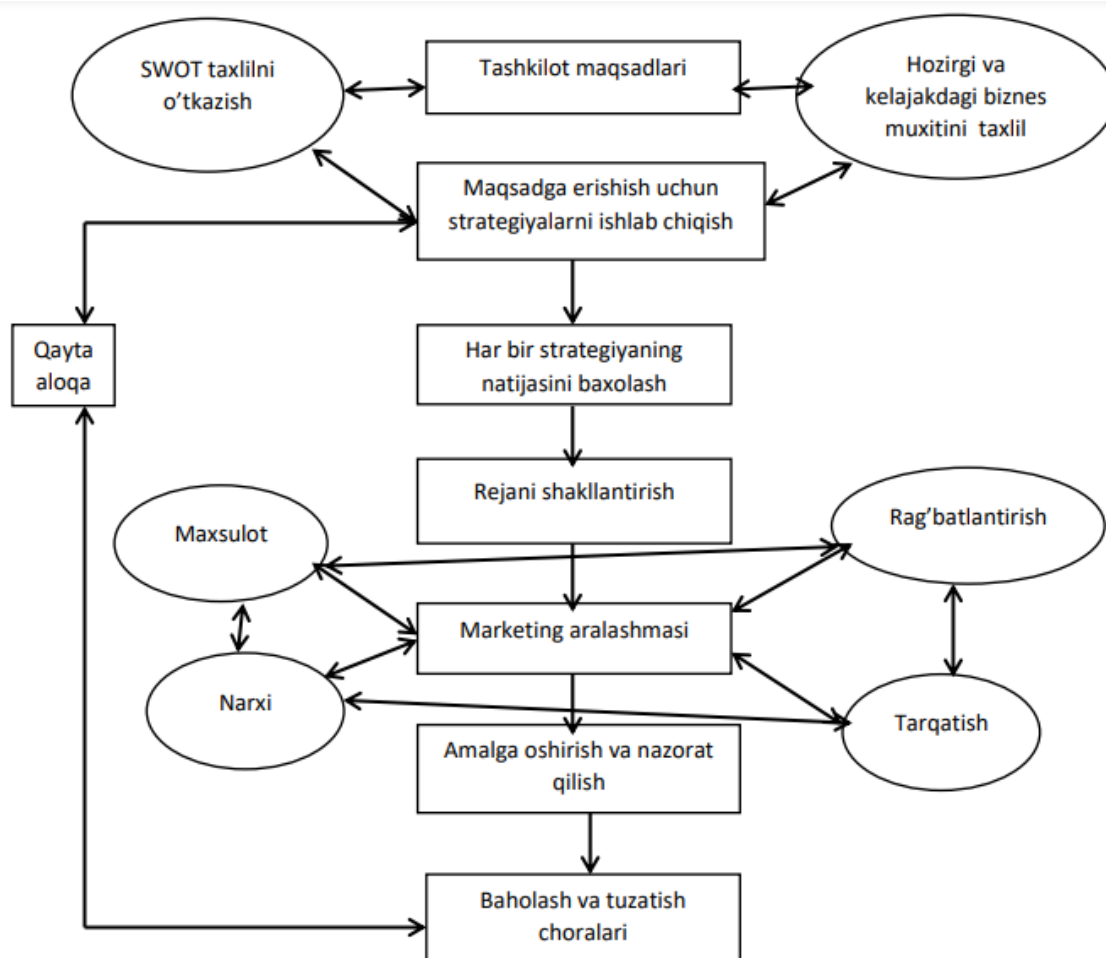 SWOT taxlilni
o'tkazish
Tashkilot maqsadlari
Hozirgi va
kelajakdagi biznes
muxitini taxlil
Maqsadga erishish uchun
strategiyalarni ishlab chiqish
Qayta
aloqa
Har bir strategiyaning
natijasini baxolash
Rejani shakllantirish
Maxsulot
Rag'batlantirish
Marketing aralashmasi
Narxi
Tarqatish
Amalga oshirish va nazorat
qilish
Baholash va tuzatish
choralari